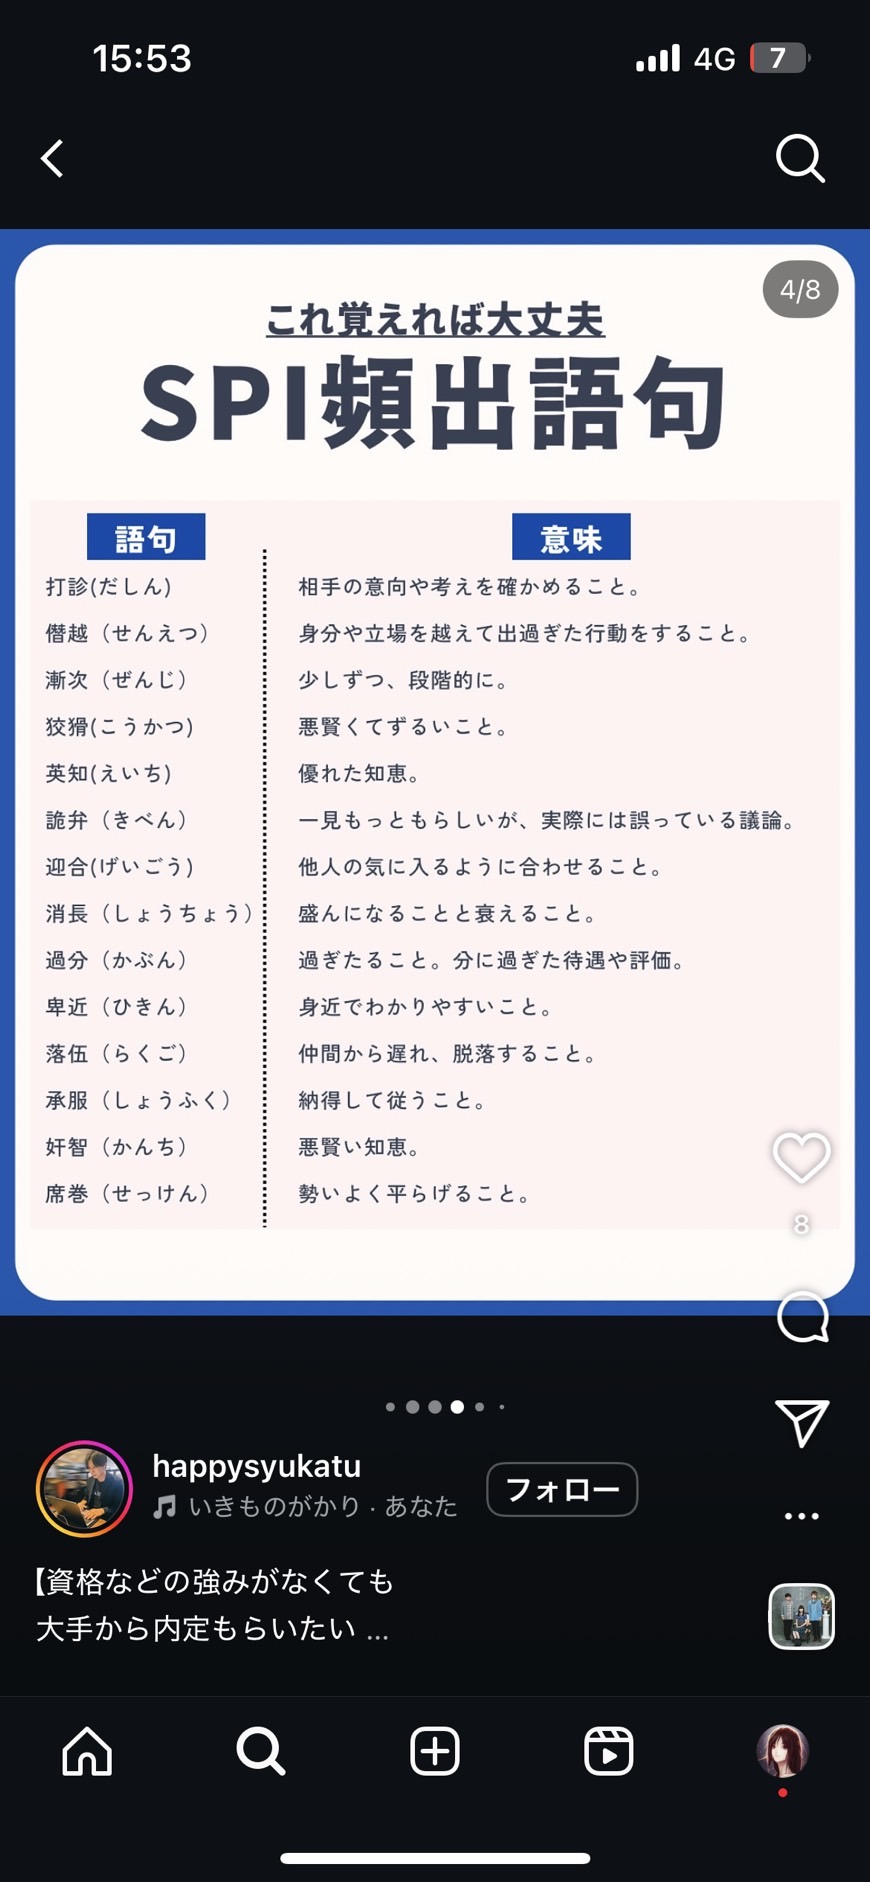 15:53
4G
7
4/8
これ覚えれば大丈夫
SPI頻出語句
語句 意味
打診(だしん) 相手の意向や考えを確かめること。
僭越（せんえつ） 身分や立場を越えて出過ぎた行動をすること。
漸次（ぜんじ） 少しずつ、段階的に。
狡猾(こうかつ) 悪賢くてずるいこと。
英知(えいち) 優れた知恵。
詭弁（きべん） 一見もっともらしいが、実際には誤っている議論。
迎合(げいごう) 他人の気に入るように合わせること。
消長（しょうちょう） 盛んになることと衰えること。
過分（かぶん） 過ぎたること。分に過ぎた待遇や評価。
卑近（ひきん） 身近でわかりやすいこと。
落伍（らくご） 仲間から遅れ、脱落すること。
承服（しょうふく） 納得して従うこと。
奸智（かんち） 悪賢い知恵。
席巻（せっけん） 勢いよく平らげること。
8
happysyukatu
いきものがかり · あなた
フォロー
【資格などの強みがなくても
大手から内定もらいたい ...